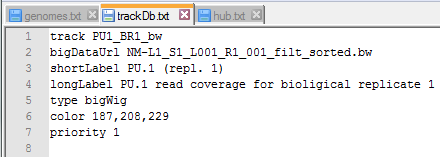 genomes.txt trackDb.txt hub.txt
1 track PU1_BR1_bw
2 bigDataUrl NM-L1_S1_L001_R1_001_filt_sorted.bw
3 shortLabel PU.1 (repl. 1)
4 longLabel PU.1 read coverage for bioligical replicate 1
5 type bigWig
6 color 187,208,229
7 priority 1
8